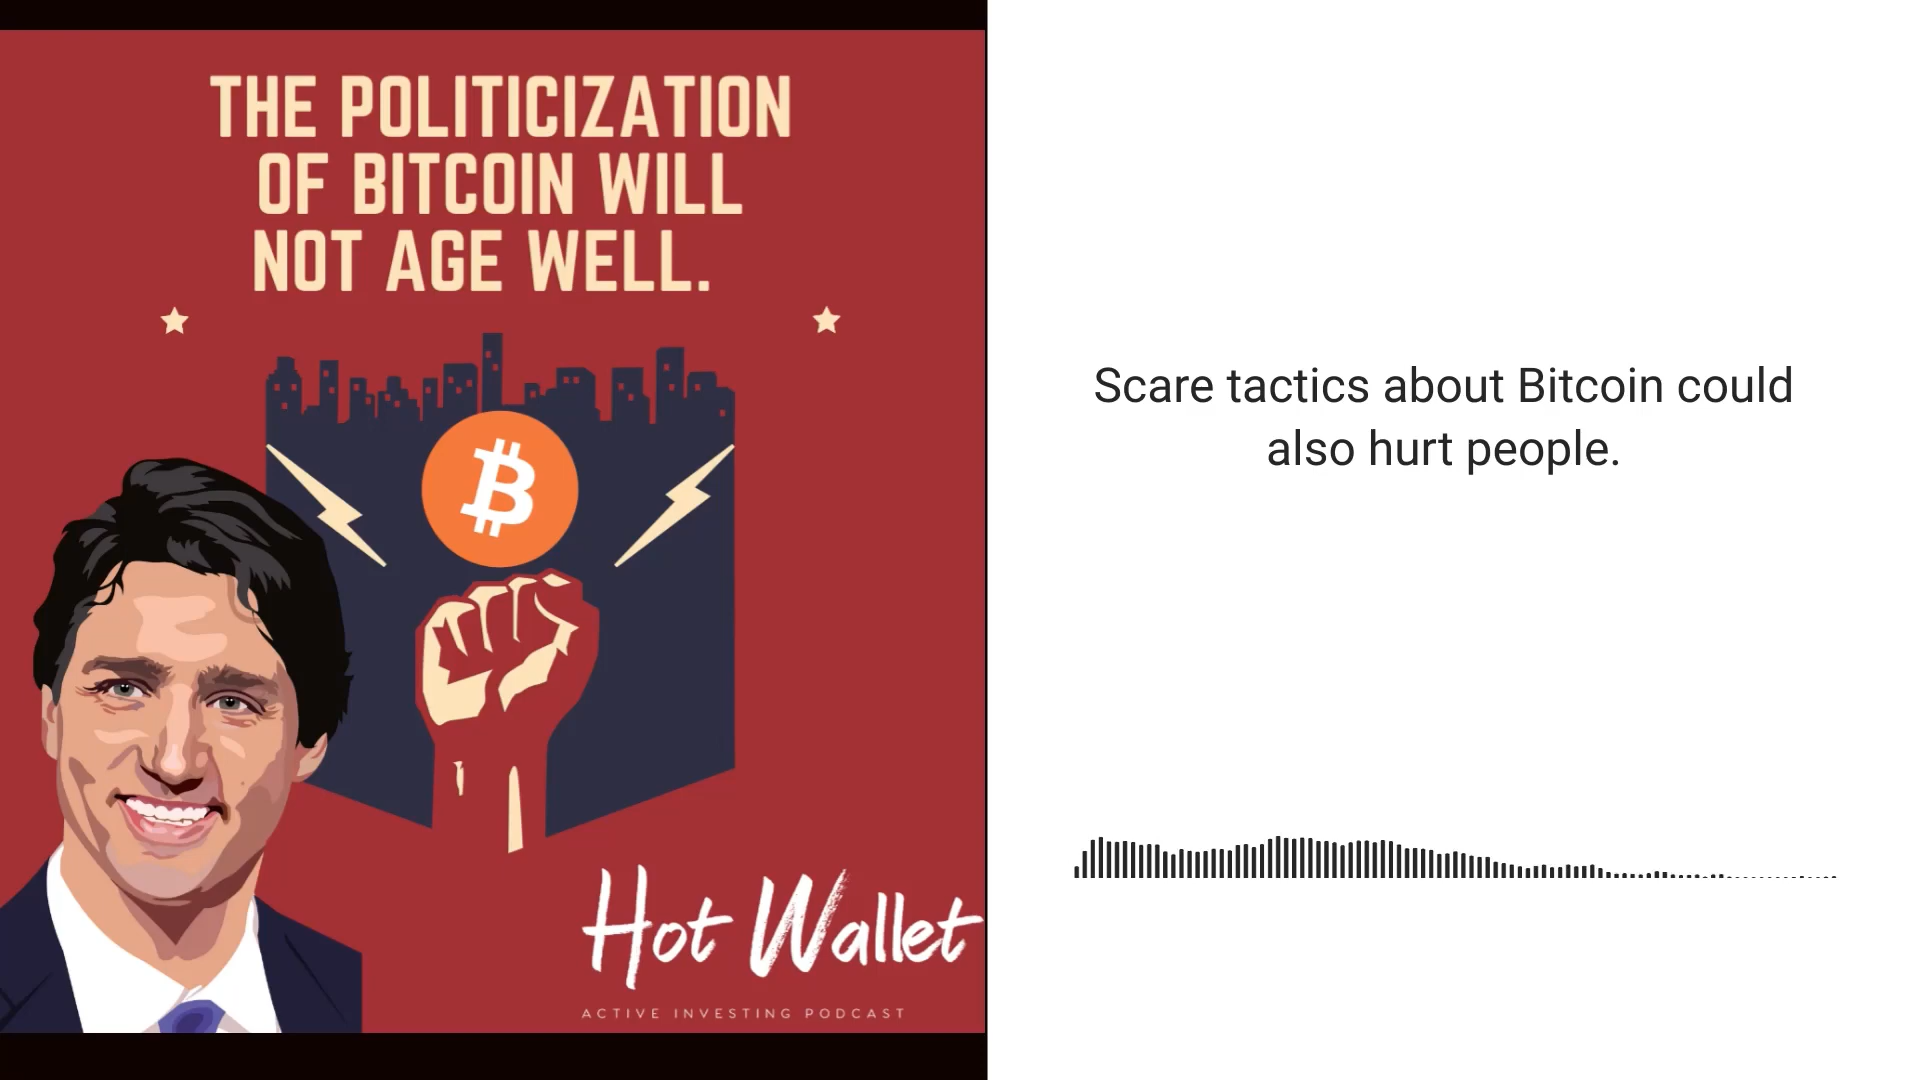 THE POLITICIZATION
OF BITCOIN WILL
NOT AGE WELL.
Hot Wallet
ACTIVE INVESTING PODCAST
Scare tactics about Bitcoin could
also hurt people.